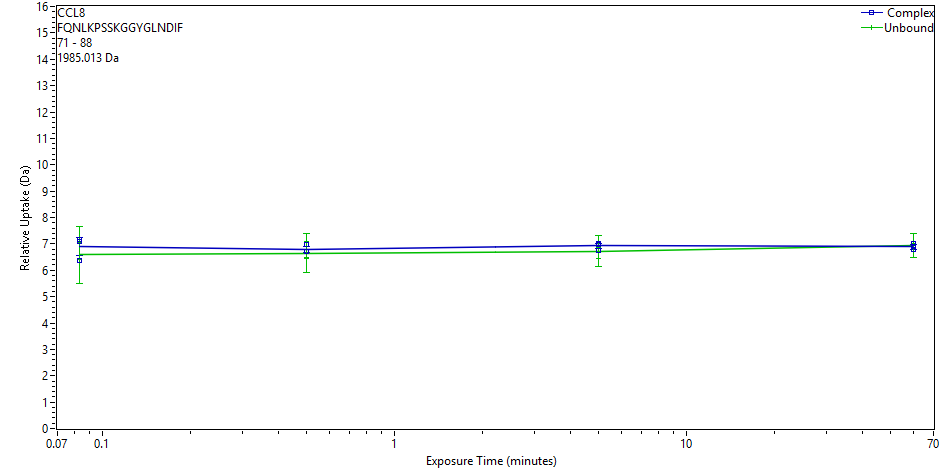 CCL8
FQNLKPSSKGGYGLNDIF
71 - 88
1985.013 Da
Complex
Unbound
Relative Uptake (Da)
16
15
14
13
12
11
10
9
8
7
6
5
4
3
2
1
0
0.07 0.1 1 10 70
Exposure Time (minutes)